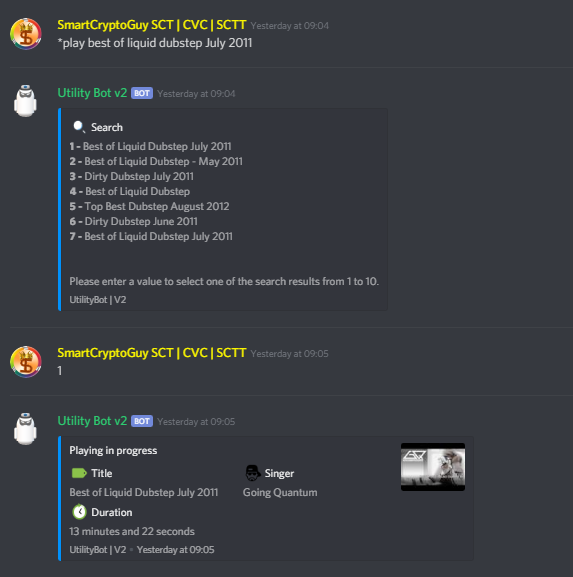 SmartCryptoGuy SCT | CVC | SCTT Yesterday at 09:04
*play best of liquid dubstep July 2011
Utility Bot v2 BOT Yesterday at 09:04
Search
1 - Best of Liquid Dubstep July 2011
2 - Best of Liquid Dubstep - May 2011
3 - Dirty Dubstep July 2011
4 - Best of Liquid Dubstep
5 - Top Best Dubstep August 2012
6 - Dirty Dubstep June 2011
7 - Best of Liquid Dubstep July 2011
Please enter a value to select one of the search results from 1 to 10.
UtilityBot | V2
SmartCryptoGuy SCT | CVC | SCTT Yesterday at 09:05
1
Utility Bot v2 BOT Yesterday at 09:05
Playing in progress
Title
Singer
Best of Liquid Dubstep July 2011
Going Quantum
Duration
13 minutes and 22 seconds
UtilityBot | V2 • Yesterday at 09:05